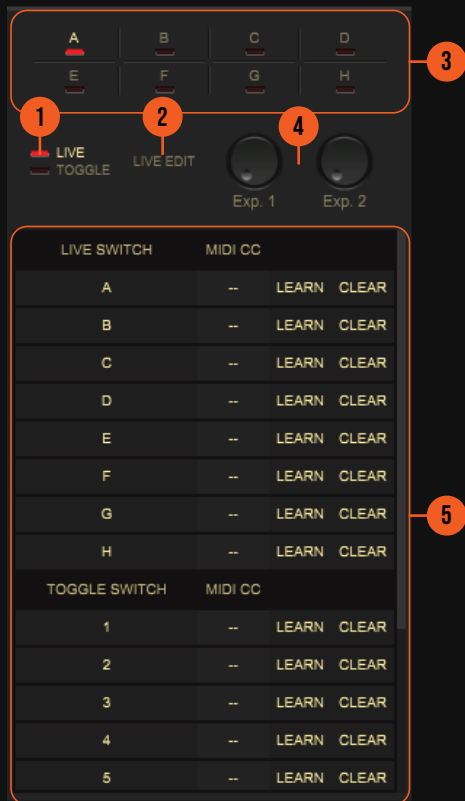 A B C D
3
E F G H
1 2 4
LIVE
TOGGLE
LIVE EDIT
Exp. 1 Exp. 2
LIVE SWITCH MIDI CC
A -- LEARN CLEAR
B -- LEARN CLEAR
C -- LEARN CLEAR
D -- LEARN CLEAR
E -- LEARN CLEAR
F -- LEARN CLEAR
5
G -- LEARN CLEAR
H -- LEARN CLEAR
TOGGLE SWITCH MIDI CC
1 -- LEARN CLEAR
2 -- LEARN CLEAR
3 -- LEARN CLEAR
4 -- LEARN CLEAR
5 -- LEARN CLEAR